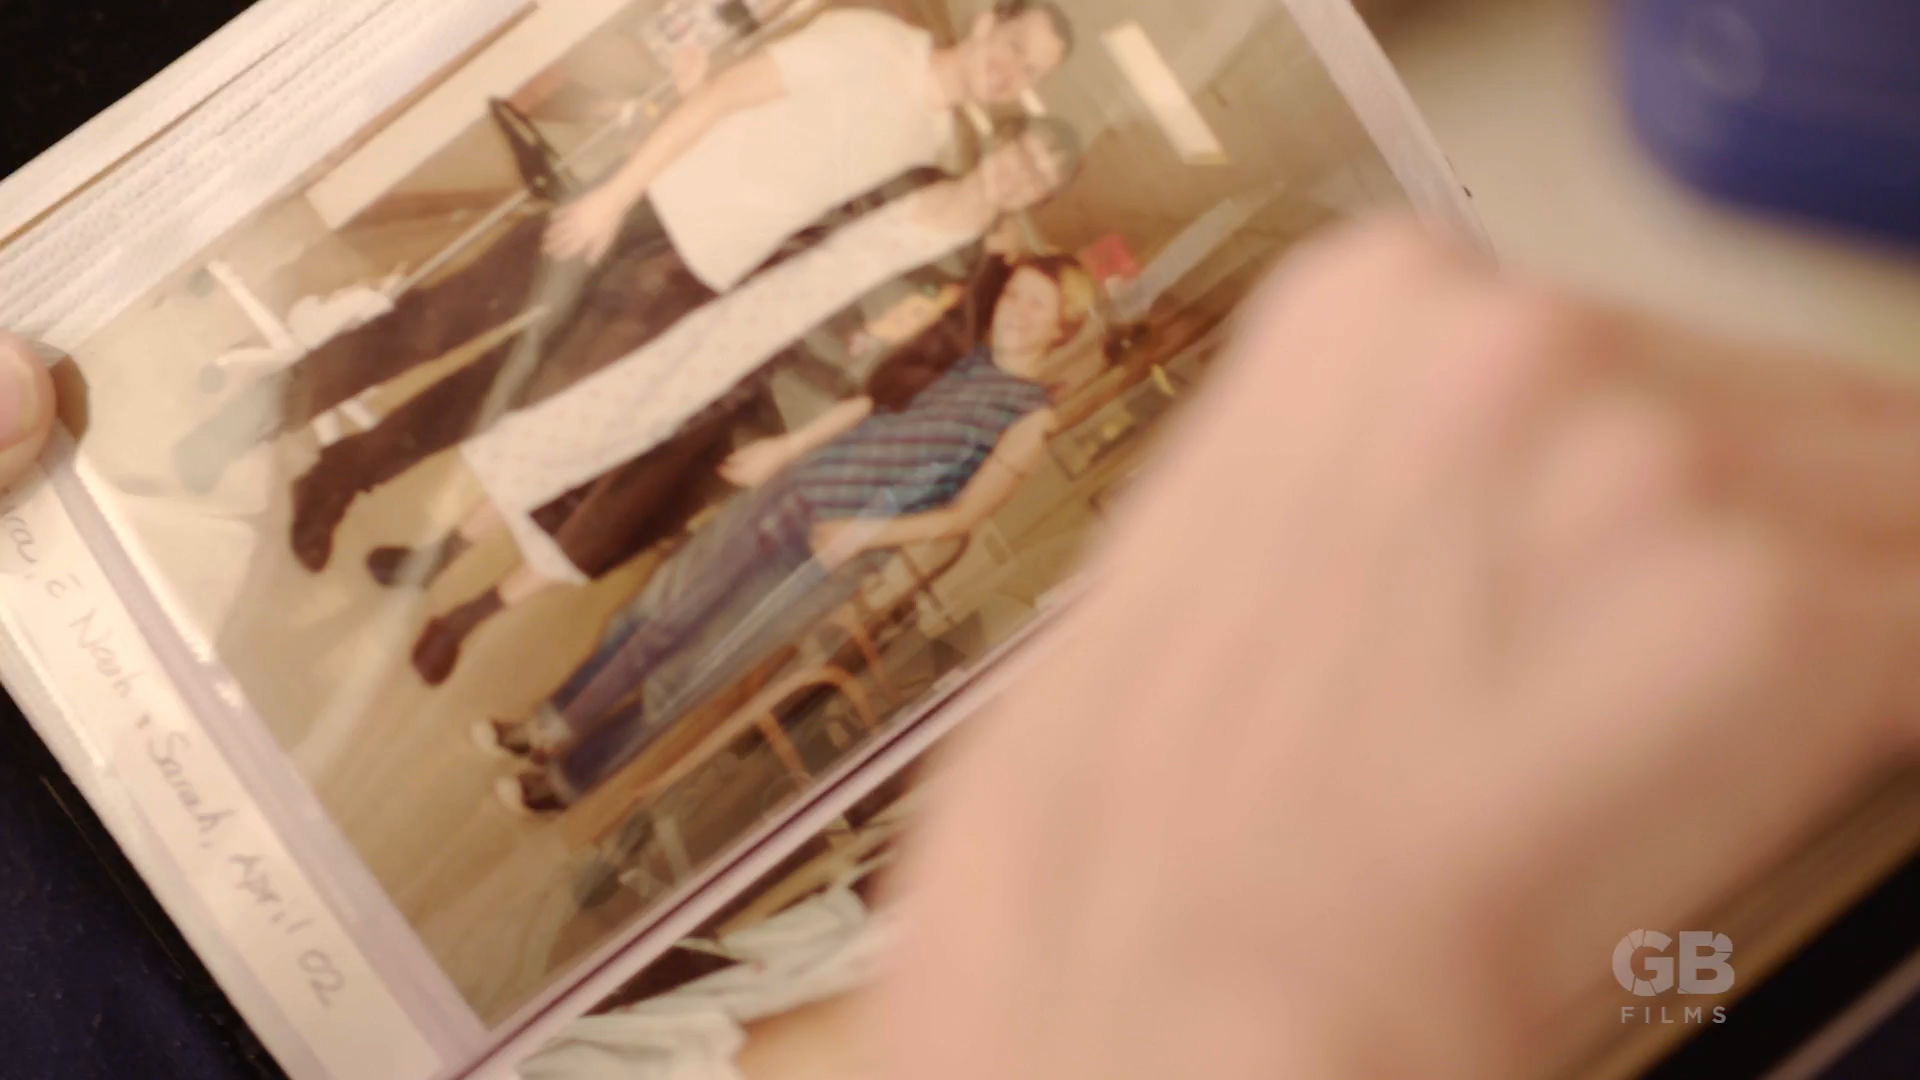 c̄ Noah + Sarah, April 02
GB
FILMS